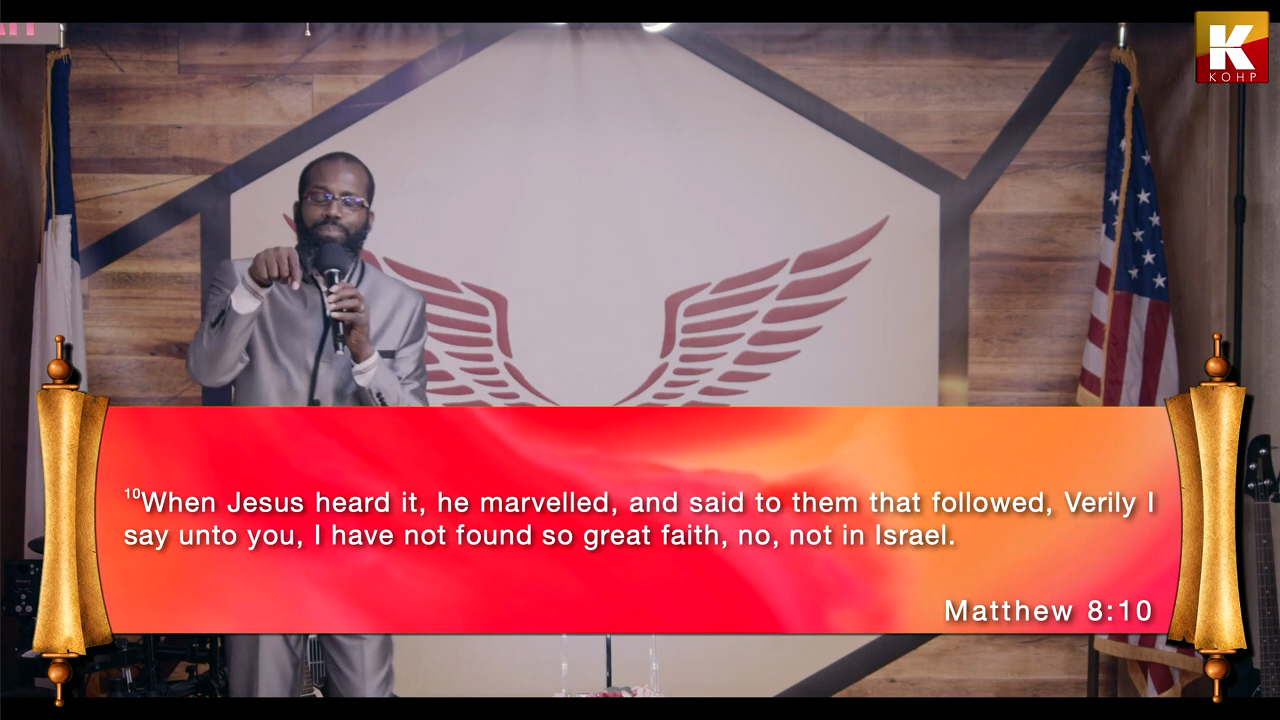 K
KOHP
10When Jesus heard it, he marvelled, and said to them that followed, Verily I
say unto you, I have not found so great faith, no, not in Israel.
Matthew 8:10